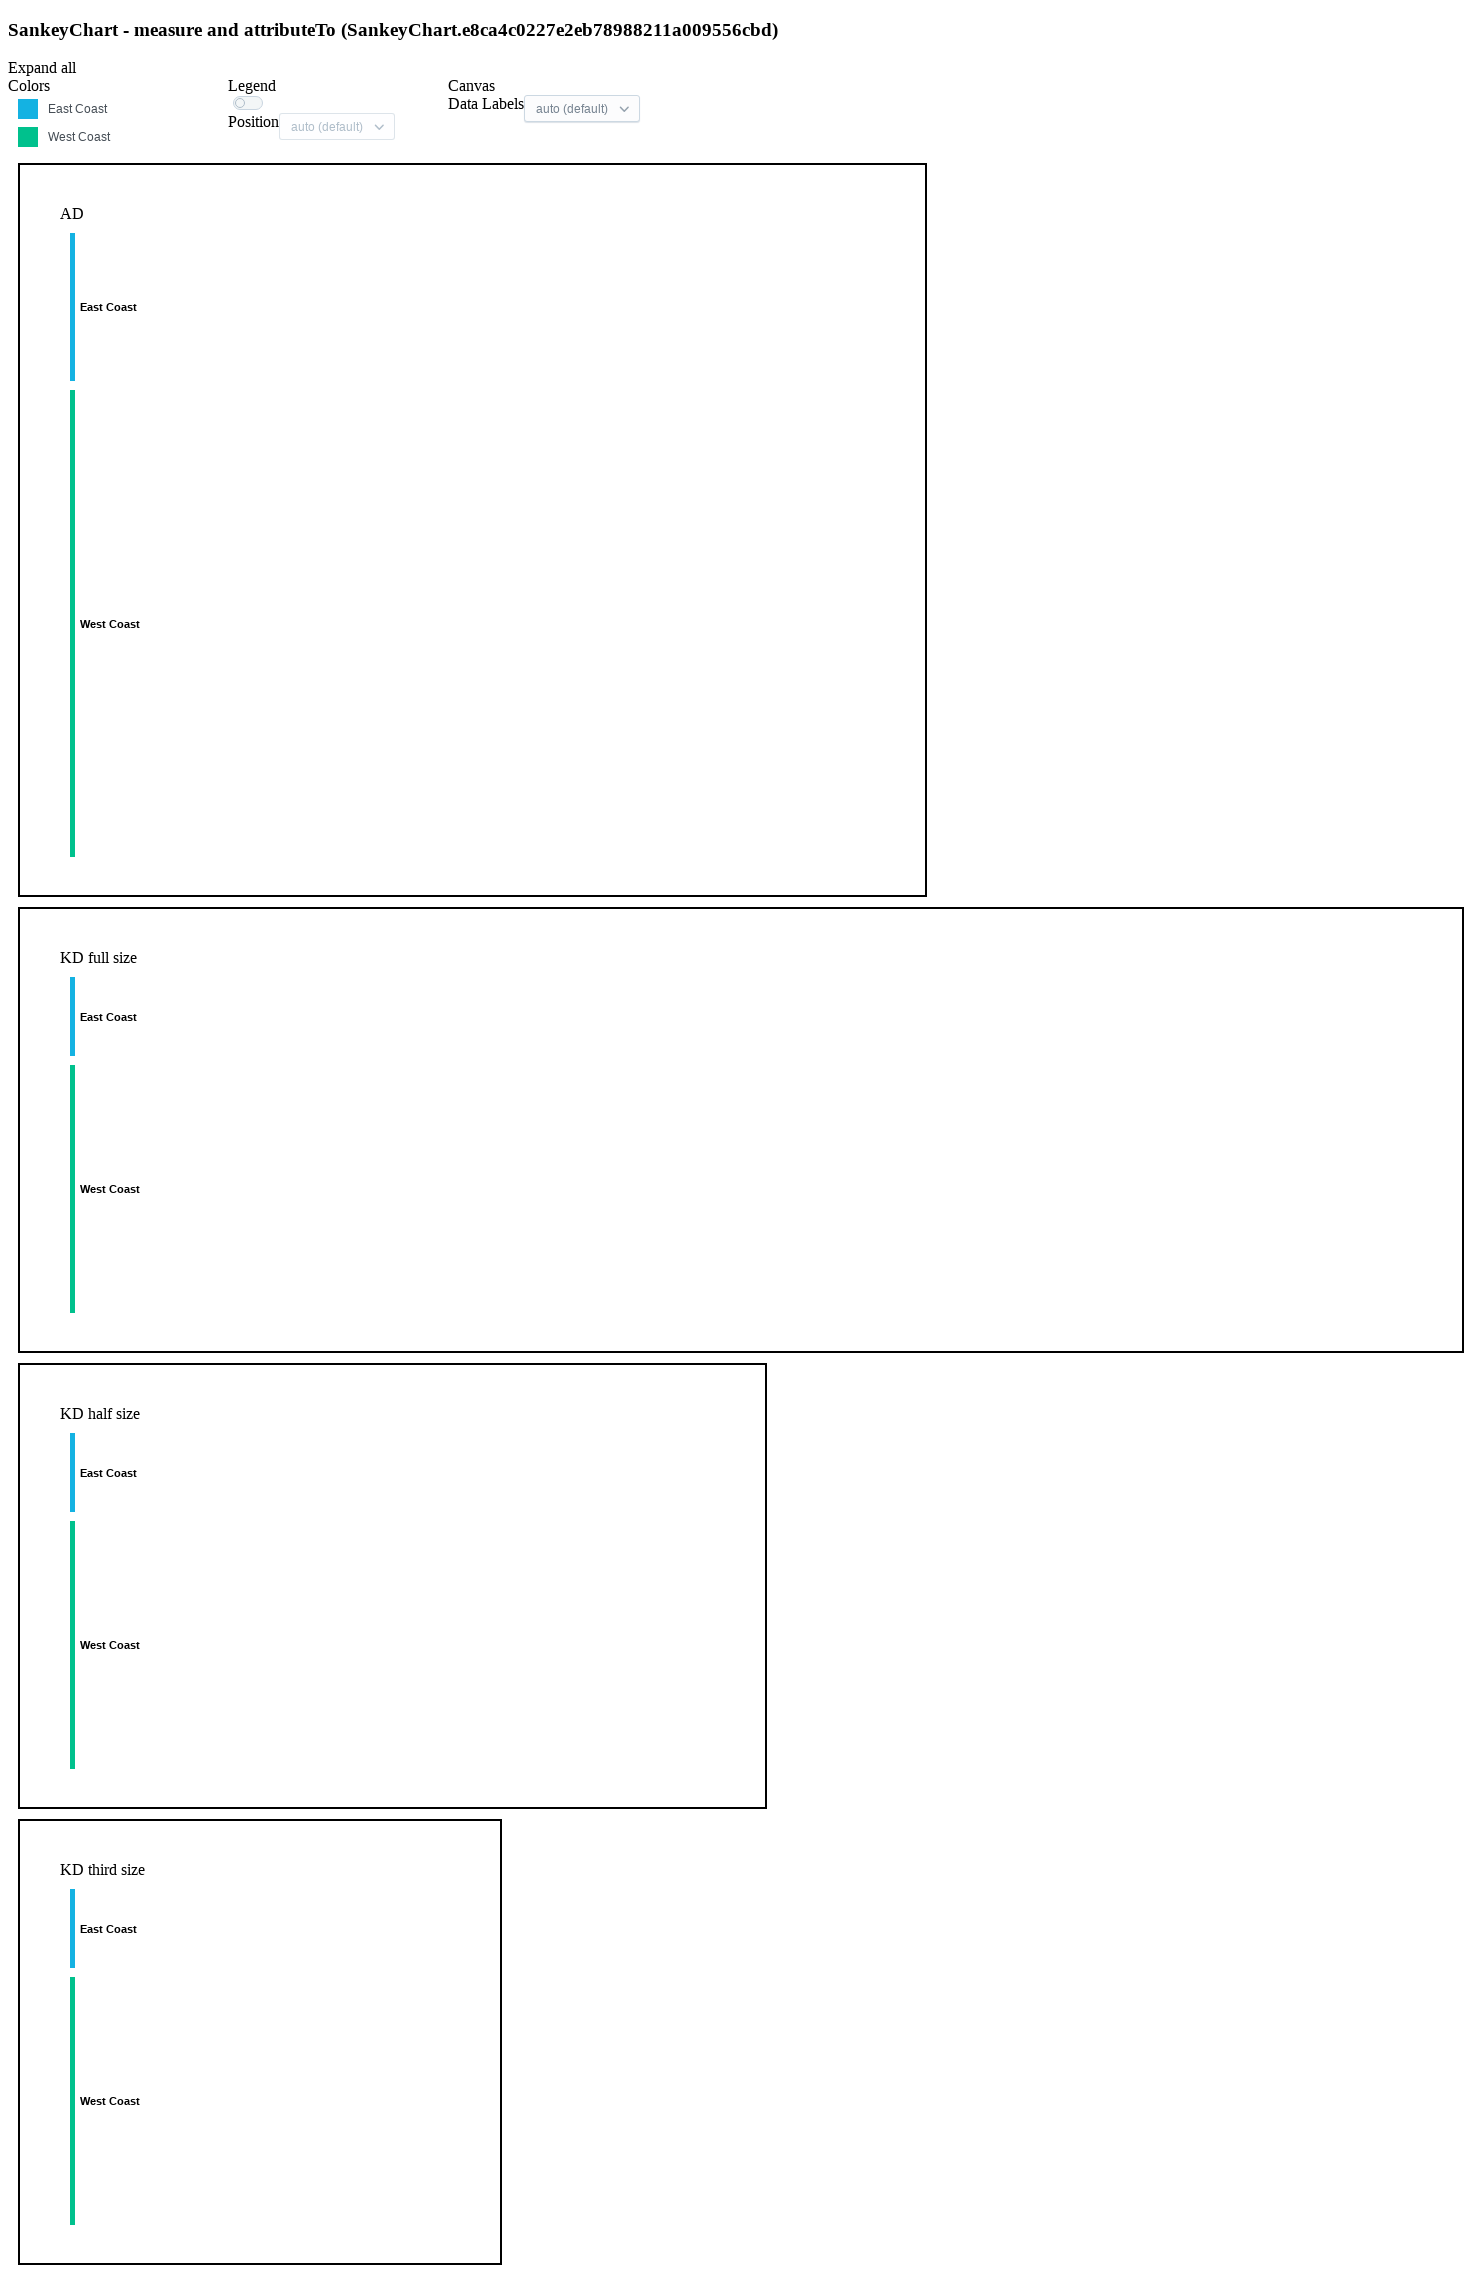 SankeyChart - measure and attributeTo (SankeyChart.e8ca4c0227e2eb78988211a009556cbd)
Expand all
Colors
East Coast
West Coast
Legend
Position auto (default)
Canvas
Data Labels auto (default)
AD
East Coast
West Coast
KD full size
East Coast
West Coast
KD half size
East Coast
West Coast
KD third size
East Coast
West Coast